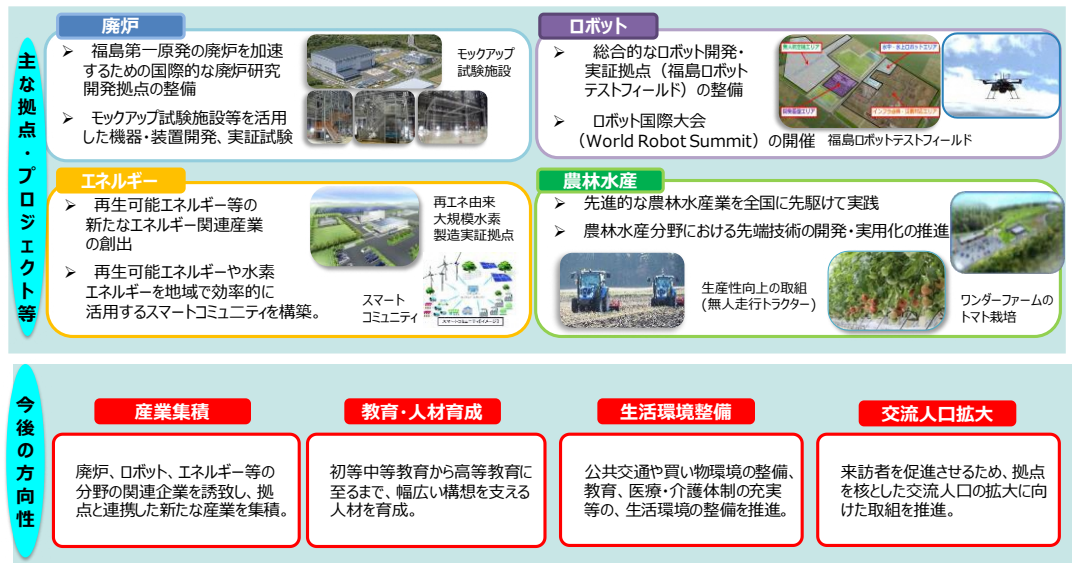 主な拠点・プロジェクト等
廃炉
➢ 福島第一原発の廃炉を加速
するための国際的な廃炉研究
開発拠点の整備
➢ モックアップ試験施設等を活用
した機器・装置開発、実証試験
モックアップ
試験施設
ロボット
➢ 総合的なロボット開発・
実証拠点（福島ロボット
テストフィールド）の整備
➢ ロボット国際大会
（World Robot Summit）の開催
福島ロボットテストフィールド
エネルギー
➢ 再生可能エネルギー等の
新たなエネルギー関連産業
の創出
➢ 再生可能エネルギーや水素
エネルギーを地域で効率的に
活用するスマートコミュニティを構築。
再エネ由来
大規模水素
製造実証拠点
スマート
コミュニティ
農林水産
➢ 先進的な農林水産業を全国に先駆けて実践
➢ 農林水産分野における先端技術の開発・実用化の推進
生産性向上の取組
(無人走行トラクター)
ワンダーファームの
トマト栽培
今後の方向性
産業集積
廃炉、ロボット、エネルギー等の
分野の関連企業を誘致し、拠
点と連携した新たな産業を集積。
教育・人材育成
初等中等教育から高等教育に
至るまで、幅広い構想を支える
人材を育成。
生活環境整備
公共交通や買い物環境の整備、
教育、医療・介護体制の充実
等の、生活環境の整備を推進。
交流人口拡大
来訪者を促進させるため、拠点
を核とした交流人口の拡大に向
けた取組を推進。